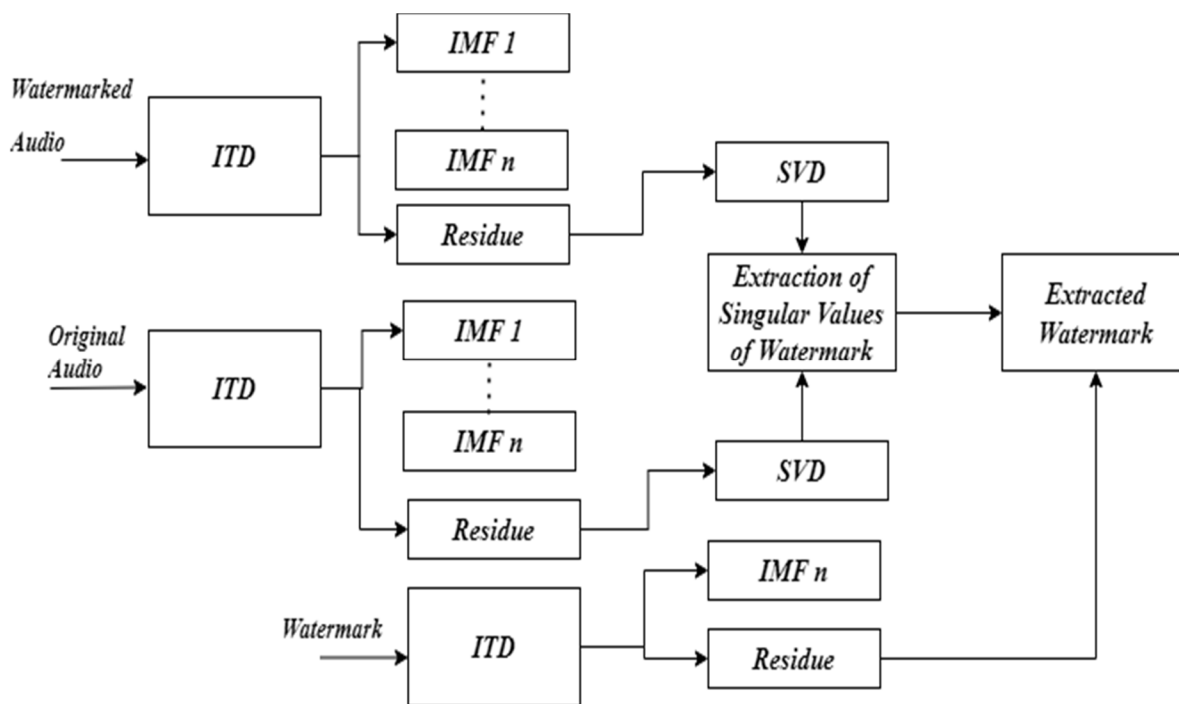 IMF 1
Watermarked
Audio
ITD
IMF n
Residue
SVD
Extraction of
Singular Values
of Watermark
Extracted
Watermark
Original
Audio
ITD
IMF 1
IMF n
Residue
SVD
Watermark
ITD
IMF n
Residue